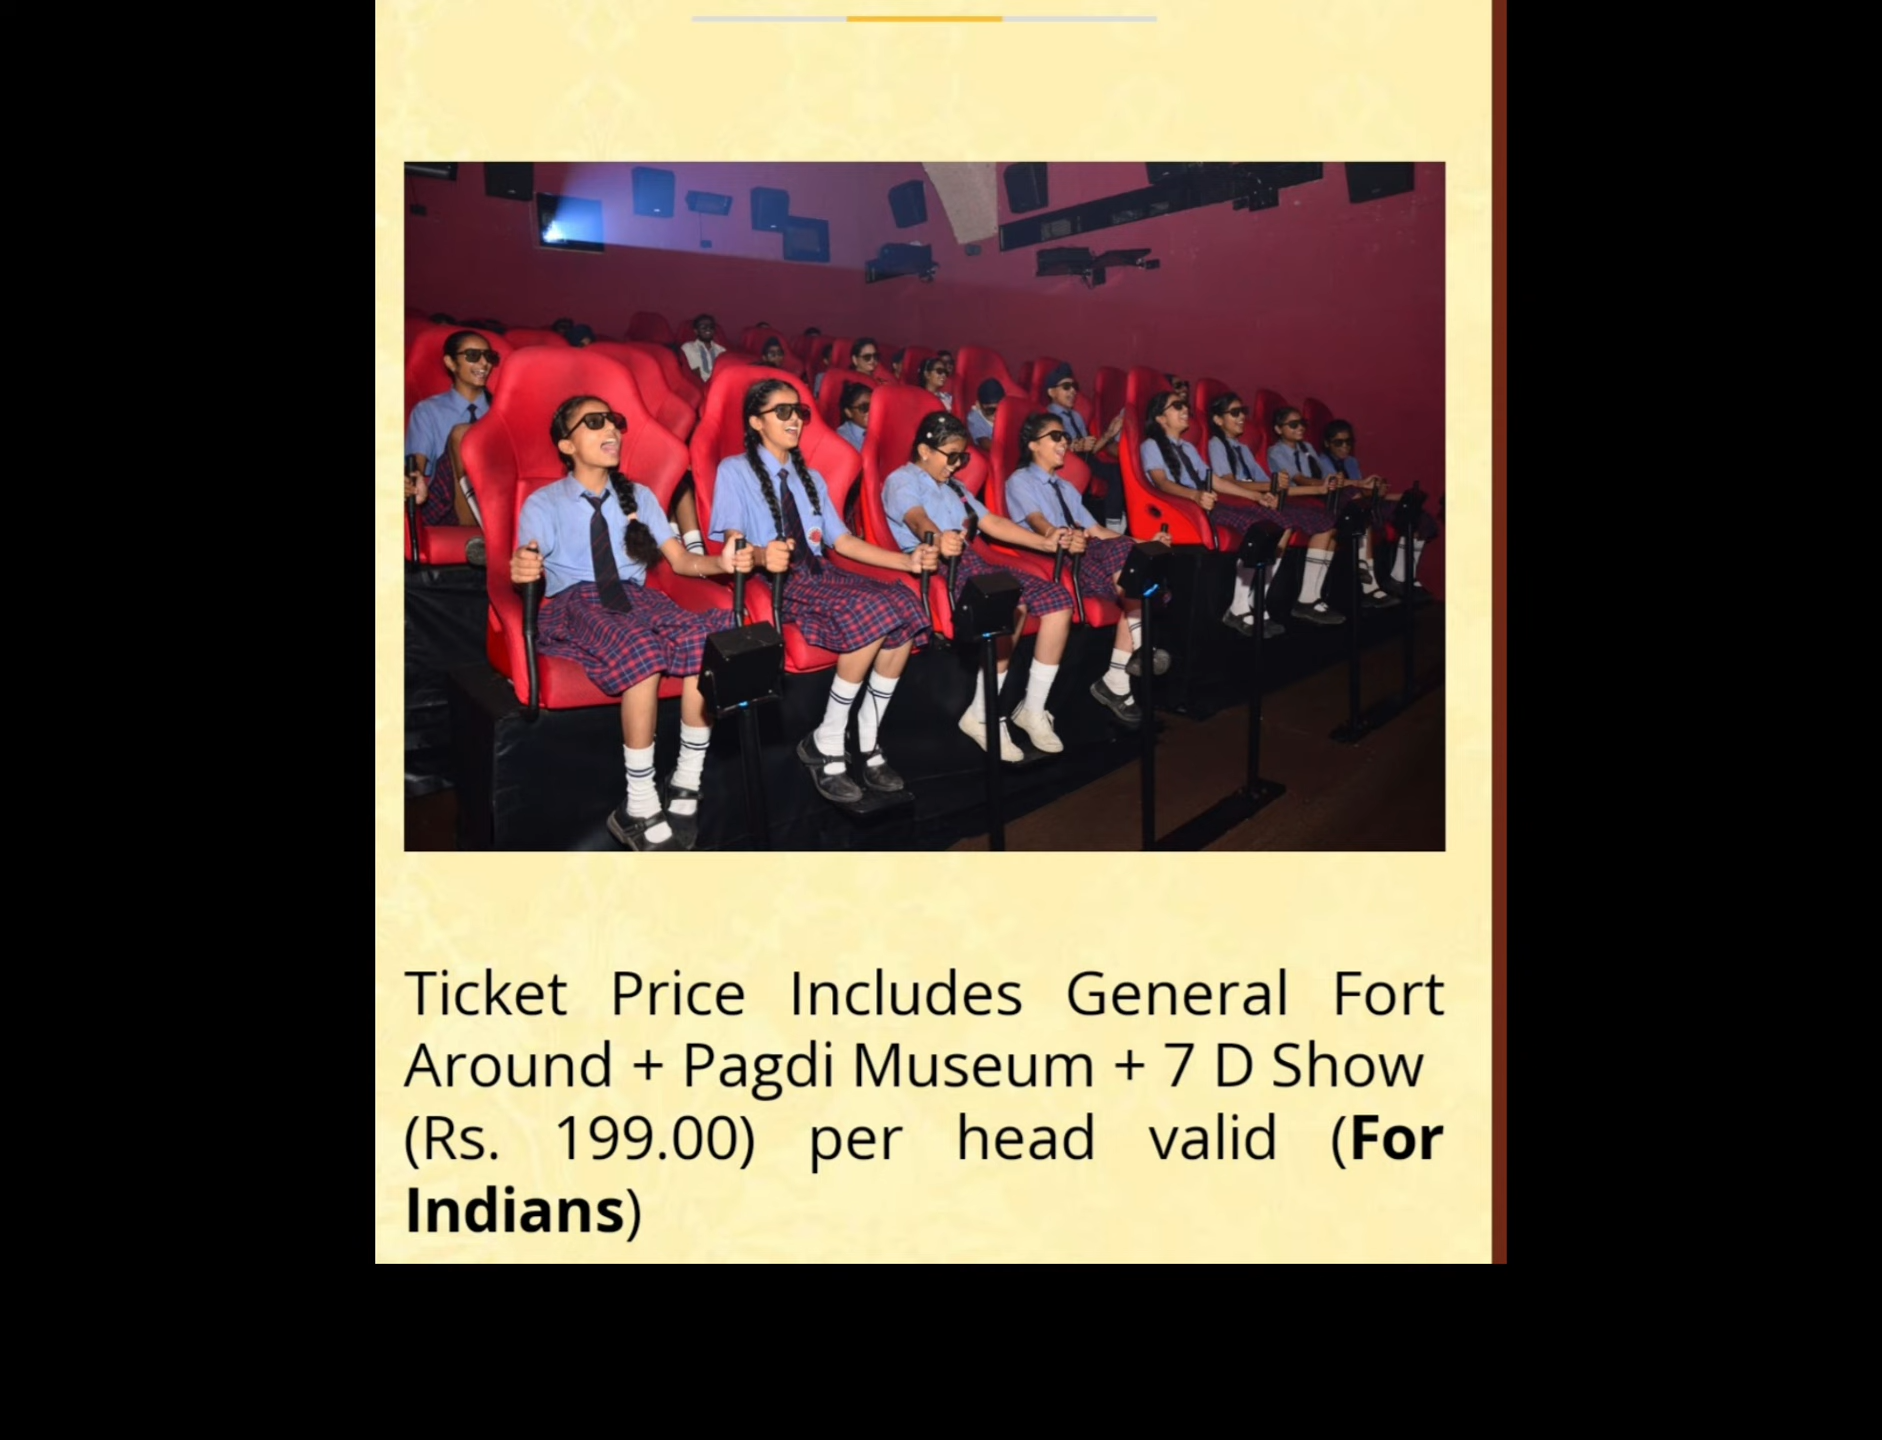 Ticket Price Includes General Fort
Around + Pagdi Museum + 7 D Show
(Rs. 199.00) per head valid (For
Indians)